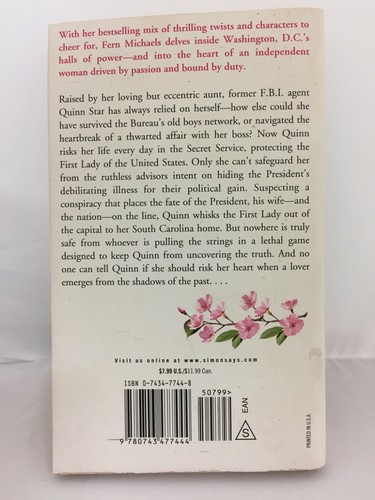 With her bestselling mix of thrilling twists and characters to
cheer for, Fern Michaels delves inside Washington, D.C.'s
halls of power—and into the heart of an independent
woman driven by passion and bound by duty.
Raised by her loving but eccentric aunt, former F.B.I. agent
Quinn Star has always relied on herself—how else could she
have survived the Bureau's old boys network, or navigated the
heartbreak of a thwarted affair with her boss? Now Quinn
risks her life every day in the Secret Service, protecting the
First Lady of the United States. Only she can't safeguard her
from the ruthless advisors intent on hiding the President's
debilitating illness for their political gain. Suspecting a
conspiracy that places the fate of the President, his wife—and
the nation—on the line, Quinn whisks the First Lady out of
the capital to her South Carolina home. But nowhere is truly
safe from whoever is pulling the strings in a lethal game
designed to keep Quinn from uncovering the truth. And no
one can tell Quinn if she should risk her heart when a lover
emerges from the shadows of the past. . . .
Visit us online at www.simonsays.com
$7.99 U.S./$11.99 Can.
ISBN 0-7434-7744-8
50799>
9 780743 477444
S
EAN
PRINTED IN U.S.A.